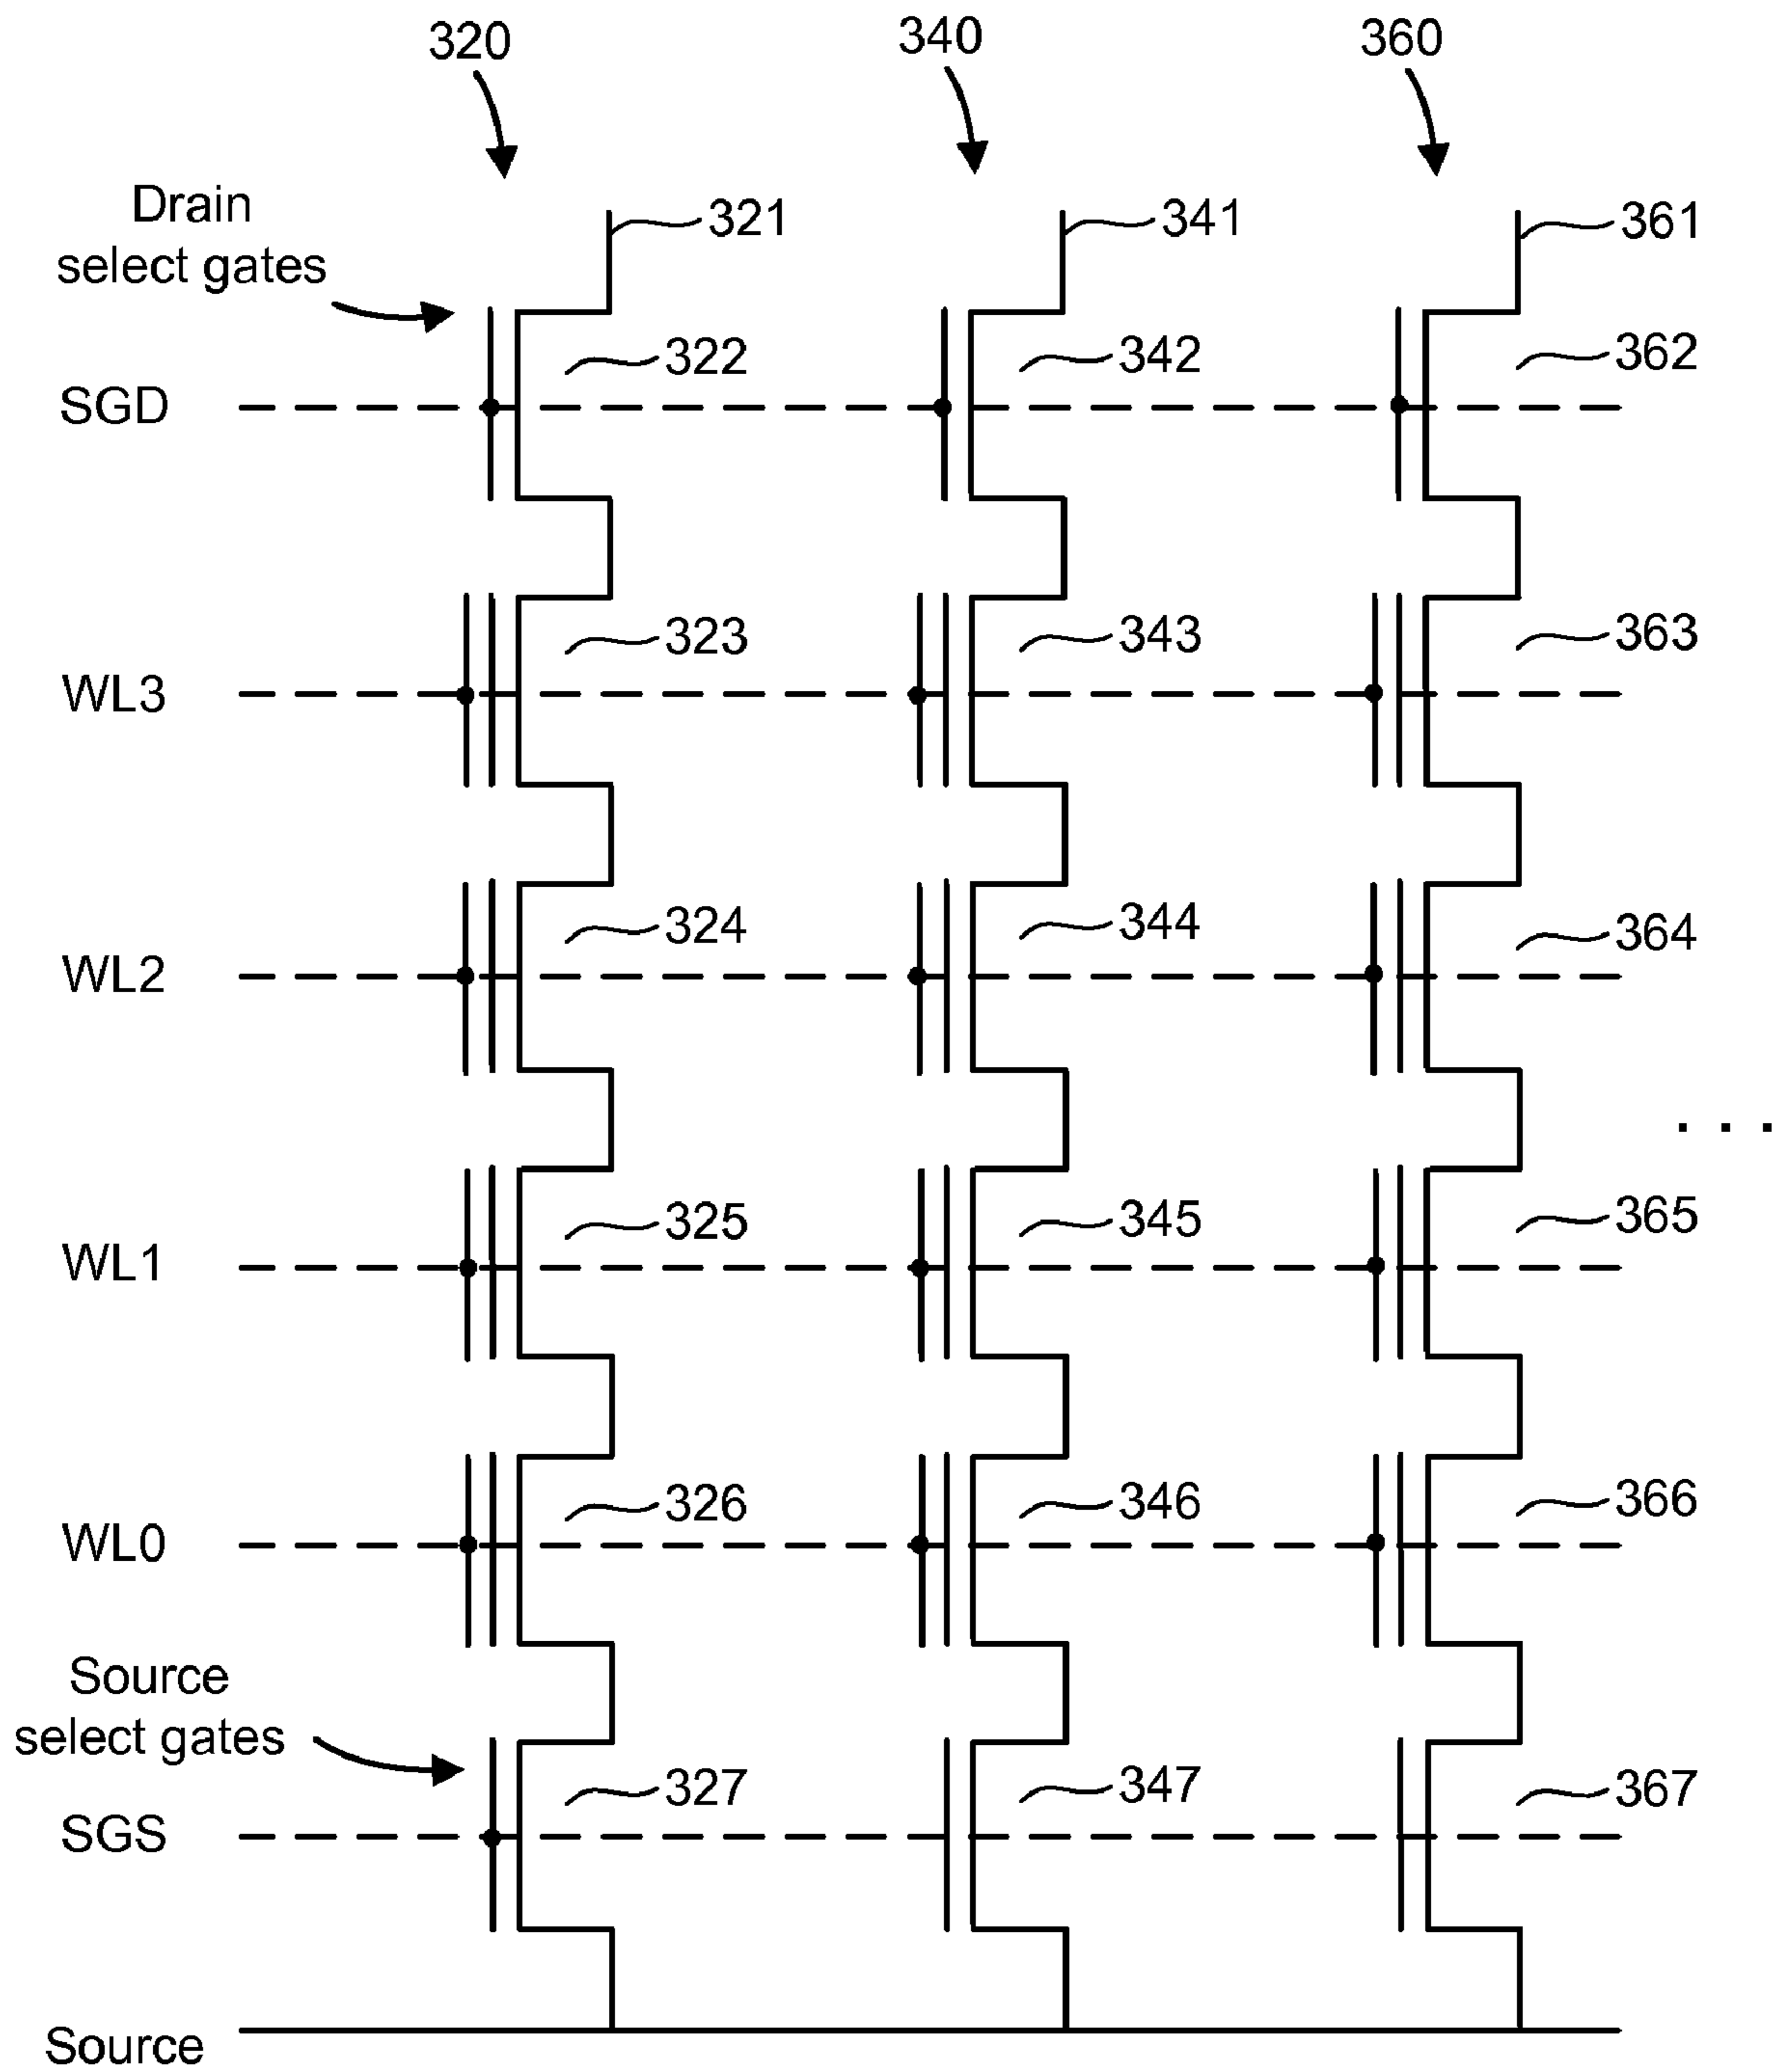 320 340 360
Drain
select gates
321 341 361
322 342 362
SGD
323 343 363
WL3
324 344 364
WL2
. . .
325 345 365
WL1
326 346 366
WL0
Source
select gates
327 347 367
SGS
Source